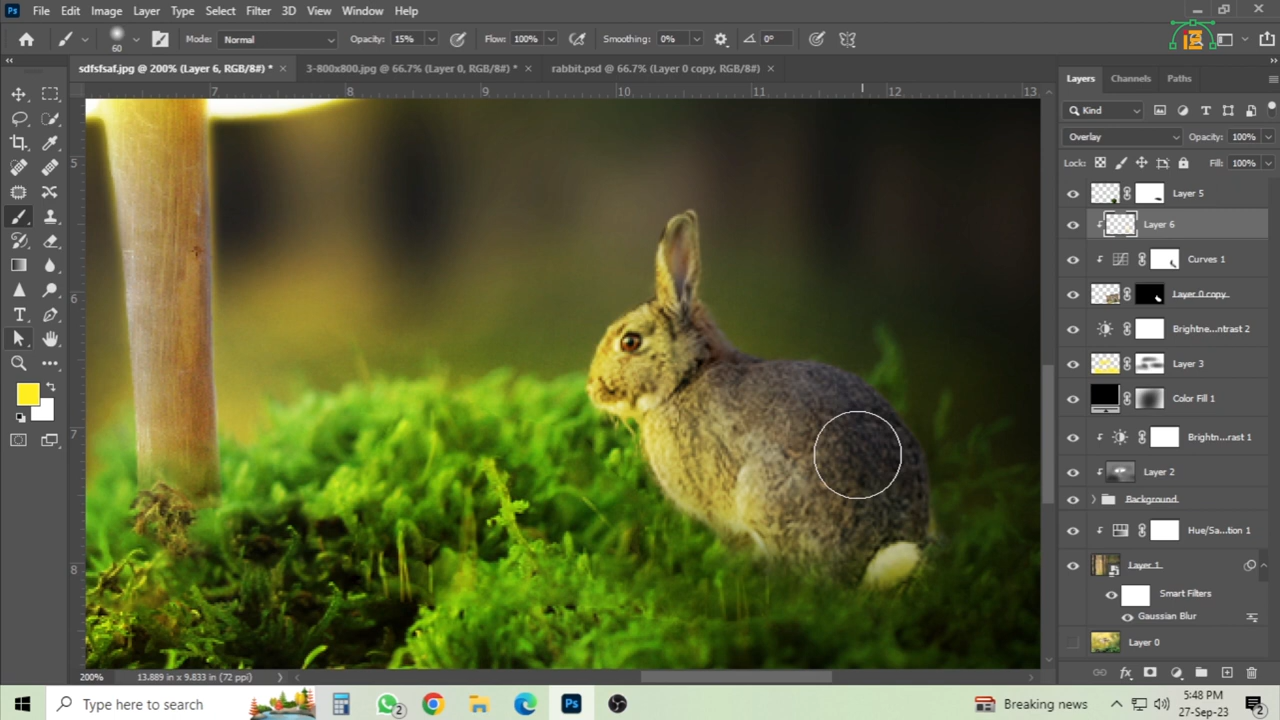 Ps File Edit Image Layer Type Select Filter 3D View Window Help
60 Mode: Normal Opacity: 15% Flow: 100% Smoothing: 0% 0°
sdfsfsaf.jpg @ 200% (Layer 6, RGB/8#) * × 3-800x800.jpg @ 66.7% (Layer 0, RGB/8#) * × rabbit.psd @ 66.7% (Layer 0 copy, RGB/8#) ×
7 8 9 10 11 12 13
5
6
7
8
Layers Channels Paths
Kind
Overlay Opacity: 100%
Lock: Fill: 100%
Layer 5
Layer 6
Curves 1
Layer 0 copy
Brightne...ntrast 2
Layer 3
Color Fill 1
Brightn...rast 1
Layer 2
Background
Hue/Sa...tion 1
Layer 1
Smart Filters
Gaussian Blur
Layer 0
200% 13.889 in x 9.833 in (72 ppi)
Type here to search
2
Ps
Breaking news
5:48 PM
27-Sep-23
2